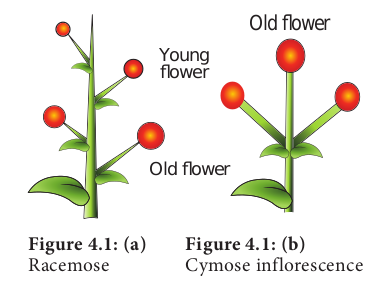 Old flower
Young
flower
Old flower
Figure 4.1: (a)
Racemose
Figure 4.1: (b)
Cymose inflorescence